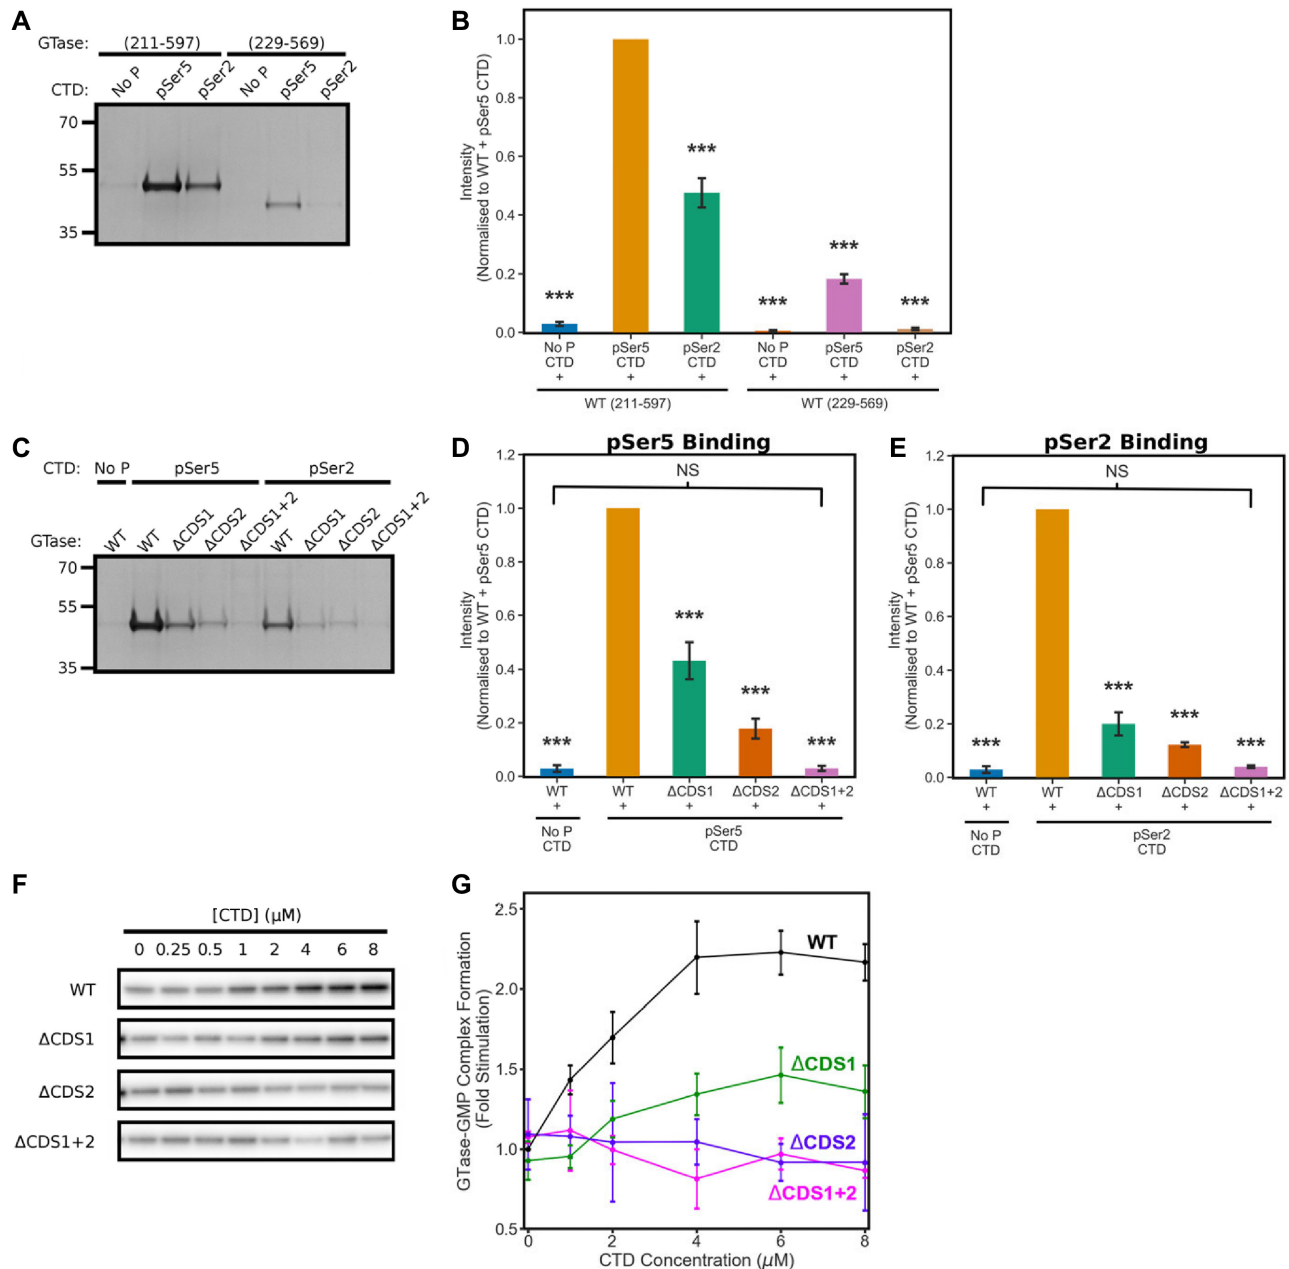 A
GTase: (211-597) (229-569)
CTD: No P pSer5 pSer2 No P pSer5 pSer2
70
55
35
B
Intensity
(Normalised to WT + pSer5 CTD)
1.0
0.8
0.6
0.4
0.2
0.0
*** *** *** *** ***
No P pSer5 pSer2 No P pSer5 pSer2
CTD CTD CTD CTD CTD CTD
+ + + + + +
WT (211-597) WT (229-569)
C
CTD: No P pSer5 pSer2
GTase: WT WT ΔCDS1 ΔCDS2 ΔCDS1+2 WT ΔCDS1 ΔCDS2 ΔCDS1+2
70
55
35
D
pSer5 Binding
Intensity
(Normalised to WT + pSer5 CTD)
1.2
1.0
0.8
0.6
0.4
0.2
0.0
NS
*** *** *** ***
WT WT ΔCDS1 ΔCDS2 ΔCDS1+2
+ + + + +
No P pSer5
CTD CTD
E
pSer2 Binding
Intensity
(Normalised to WT + pSer5 CTD)
1.2
1.0
0.8
0.6
0.4
0.2
0.0
NS
*** *** *** ***
WT WT ΔCDS1 ΔCDS2 ΔCDS1+2
+ + + + +
No P pSer2
CTD CTD
F
[CTD] (μM)
0 0.25 0.5 1 2 4 6 8
WT
ΔCDS1
ΔCDS2
ΔCDS1+2
G
GTase-GMP Complex Formation
(Fold Stimulation)
2.5
2.0
1.5
1.0
0.5
WT
ΔCDS1
ΔCDS2
ΔCDS1+2
0 2 4 6 8
CTD Concentration (μM)